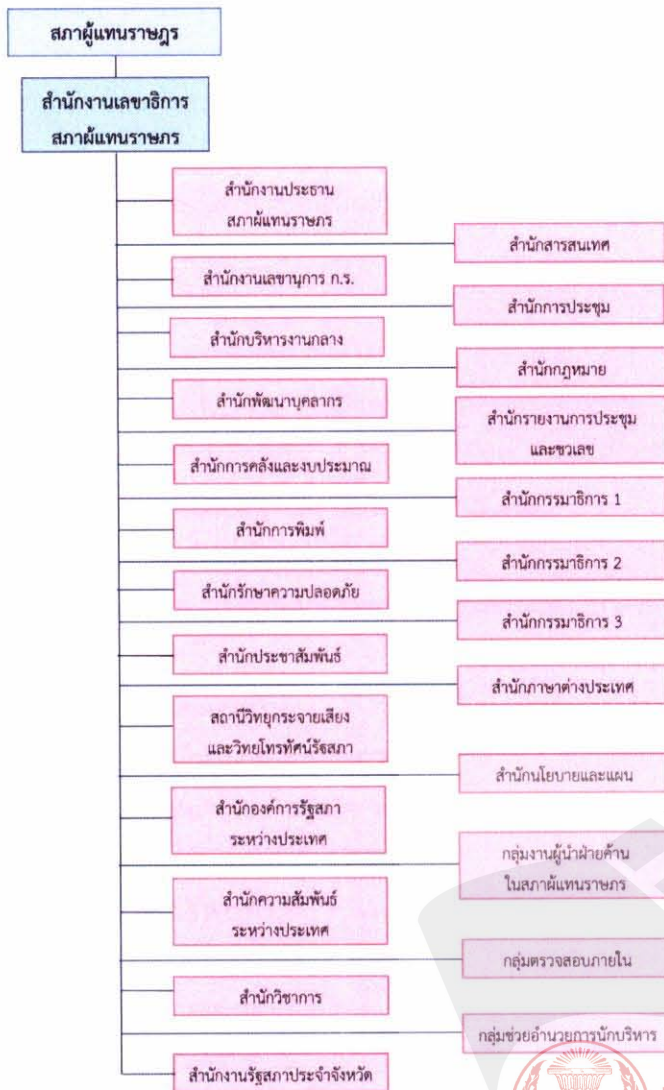 สภาผู้แทนราษฎร
สำนักงานเลขาธิการ
สภาผู้แทนราษฎร
สำนักงานประธาน
สภาผู้แทนราษฎร
สำนักสารสนเทศ
สำนักงานเลขานุการ ก.ร.
สำนักการประชุม
สำนักบริหารงานกลาง
สำนักกฎหมาย
สำนักพัฒนาบุคลากร
สำนักรายงานการประชุม
และชวเลข
สำนักการคลังและงบประมาณ
สำนักกรรมาธิการ 1
สำนักการพิมพ์
สำนักกรรมาธิการ 2
สำนักรักษาความปลอดภัย
สำนักกรรมาธิการ 3
สำนักประชาสัมพันธ์
สำนักภาษาต่างประเทศ
สถานีวิทยุกระจายเสียง
และวิทยุโทรทัศน์รัฐสภา
สำนักนโยบายและแผน
สำนักองค์การรัฐสภา
ระหว่างประเทศ
กลุ่มงานผู้นำฝ่ายค้าน
ในสภาผู้แทนราษฎร
สำนักความสัมพันธ์
ระหว่างประเทศ
กลุ่มตรวจสอบภายใน
สำนักวิชาการ
กลุ่มช่วยอำนวยการนักบริหาร
สำนักงานรัฐสภาประจำจังหวัด